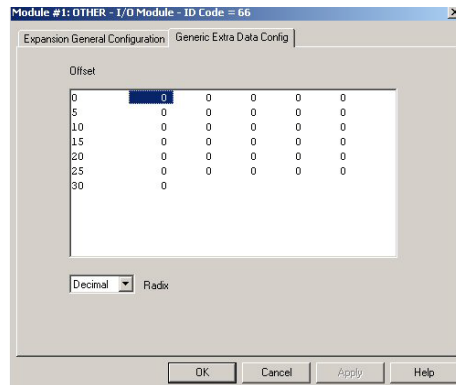 Module #1: OTHER - I/O Module - ID Code = 66
Expansion General Configuration Generic Extra Data Config
Offset
0 0 0 0 0 0
5 0 0 0 0 0
10 0 0 0 0 0
15 0 0 0 0 0
20 0 0 0 0 0
25 0 0 0 0 0
30 0
Decimal Radix
OK Cancel Apply Help